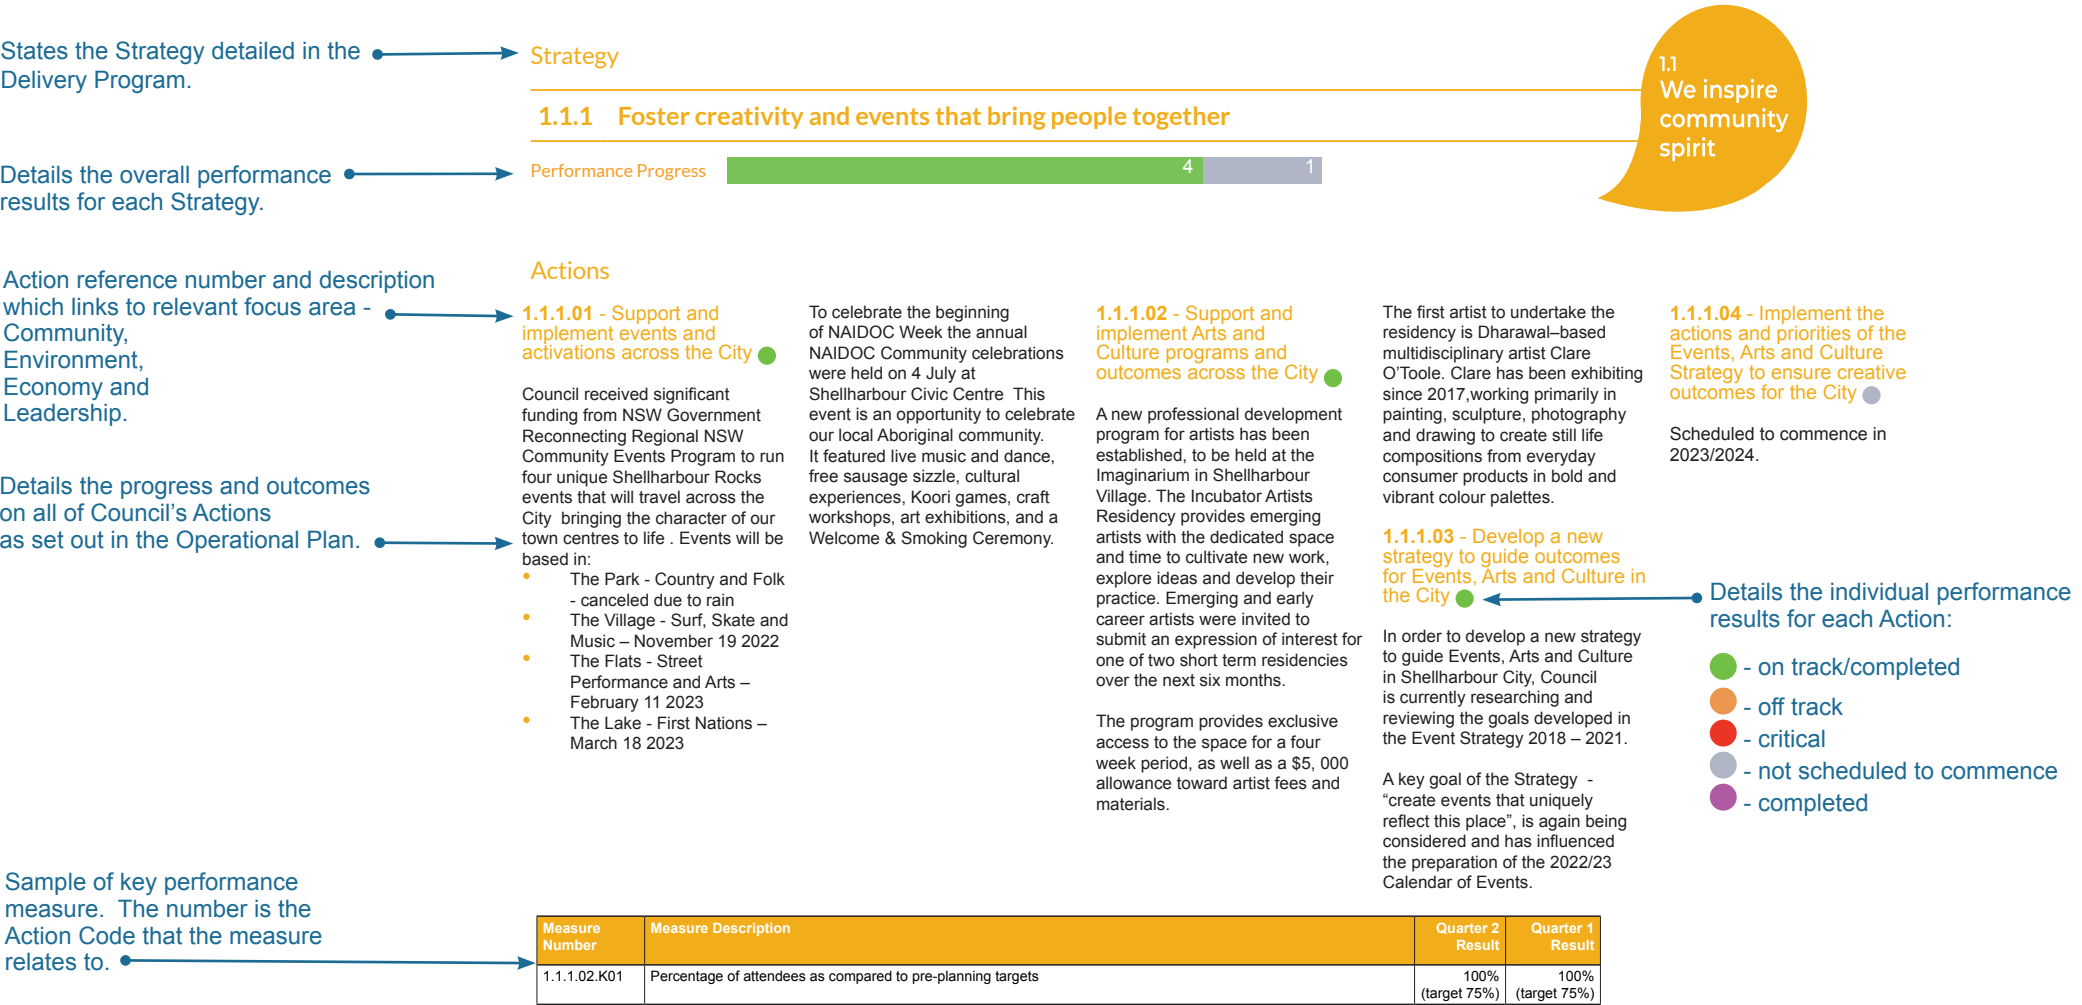 States the Strategy detailed in the
Delivery Program.
Strategy
1.1.1 Foster creativity and events that bring people together
1.1
We inspire
community
spirit
Details the overall performance
results for each Strategy.
Performance Progress
4
1
Actions
Action reference number and description
which links to relevant focus area -
Community,
Environment,
Economy and
Leadership.
Details the progress and outcomes
on all of Council's Actions
as set out in the Operational Plan.
1.1.1.01 - Support and
implement events and
activations across the City
Council received significant
funding from NSW Government
Reconnecting Regional NSW
Community Events Program to run
four unique Shellharbour Rocks
events that will travel across the
City  bringing the character of our
town centres to life . Events will be
based in:
• The Park - Country and Folk
- canceled due to rain
• The Village - Surf, Skate and
Music – November 19 2022
• The Flats - Street
Performance and Arts –
February 11 2023
• The Lake - First Nations –
March 18 2023
To celebrate the beginning
of NAIDOC Week the annual
NAIDOC Community celebrations
were held on 4 July at
Shellharbour Civic Centre  This
event is an opportunity to celebrate
our local Aboriginal community.
It featured live music and dance,
free sausage sizzle, cultural
experiences, Koori games, craft
workshops, art exhibitions, and a
Welcome & Smoking Ceremony.
1.1.1.02 - Support and
implement Arts and
Culture programs and
outcomes across the City
A new professional development
program for artists has been
established, to be held at the
Imaginarium in Shellharbour
Village. The Incubator Artists
Residency provides emerging
artists with the dedicated space
and time to cultivate new work,
explore ideas and develop their
practice. Emerging and early
career artists were invited to
submit an expression of interest for
one of two short term residencies
over the next six months.
The program provides exclusive
access to the space for a four
week period, as well as a $5, 000
allowance toward artist fees and
materials.
The first artist to undertake the
residency is Dharawal–based
multidisciplinary artist Clare
O'Toole. Clare has been exhibiting
since 2017,working primarily in
painting, sculpture, photography
and drawing to create still life
compositions from everyday
consumer products in bold and
vibrant colour palettes.
1.1.1.03 - Develop a new
strategy to guide outcomes
for Events, Arts and Culture in
the City
In order to develop a new strategy
to guide Events, Arts and Culture
in Shellharbour City, Council
is currently researching and
reviewing the goals developed in
the Event Strategy 2018 – 2021.
A key goal of the Strategy  -
“create events that uniquely
reflect this place”, is again being
considered and has influenced
the preparation of the 2022/23
Calendar of Events.
1.1.1.04 - Implement the
actions and priorities of the
Events, Arts and Culture
Strategy to ensure creative
outcomes for the City
Scheduled to commence in
2023/2024.
Details the individual performance
results for each Action:
- on track/completed
- off track
- critical
- not scheduled to commence
- completed
Sample of key performance
measure.  The number is the
Action Code that the measure
relates to.
Measure Number Measure Description Quarter 2 Result Quarter 1 Result
1.1.1.02.K01 Percentage of attendees as compared to pre-planning targets 100% 100%
(target 75%) (target 75%)